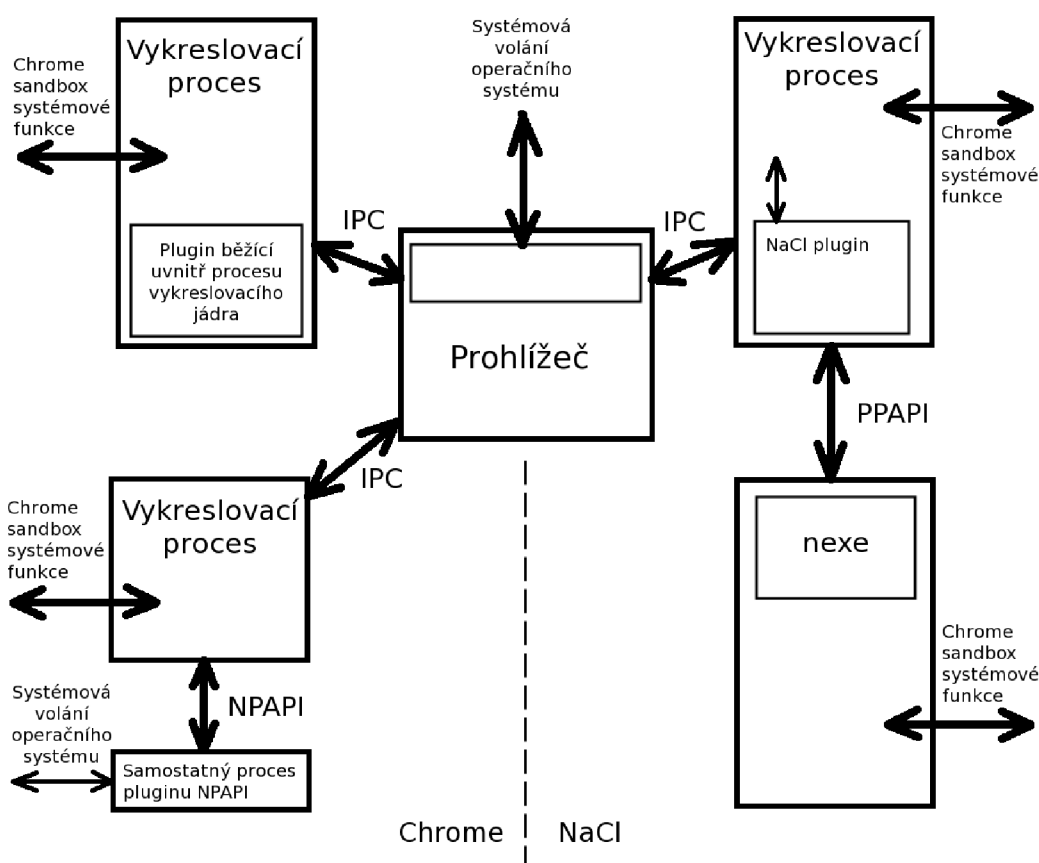 Vykreslovací
proces
Chrome
sandbox
systémové
funkce
Plugin běžící
uvnitř procesu
vykreslovacího
jádra
IPC
Systémová
volání
operačního
systému
Prohlížeč
IPC
Vykreslovací
proces
Chrome
sandbox
systémové
funkce
NaCl plugin
PPAPI
nexe
Chrome
sandbox
systémové
funkce
IPC
Vykreslovací
proces
Chrome
sandbox
systémové
funkce
NPAPI
Systémová
volání
operačního
systému
Samostatný proces
pluginu NPAPI
Chrome
NaCl